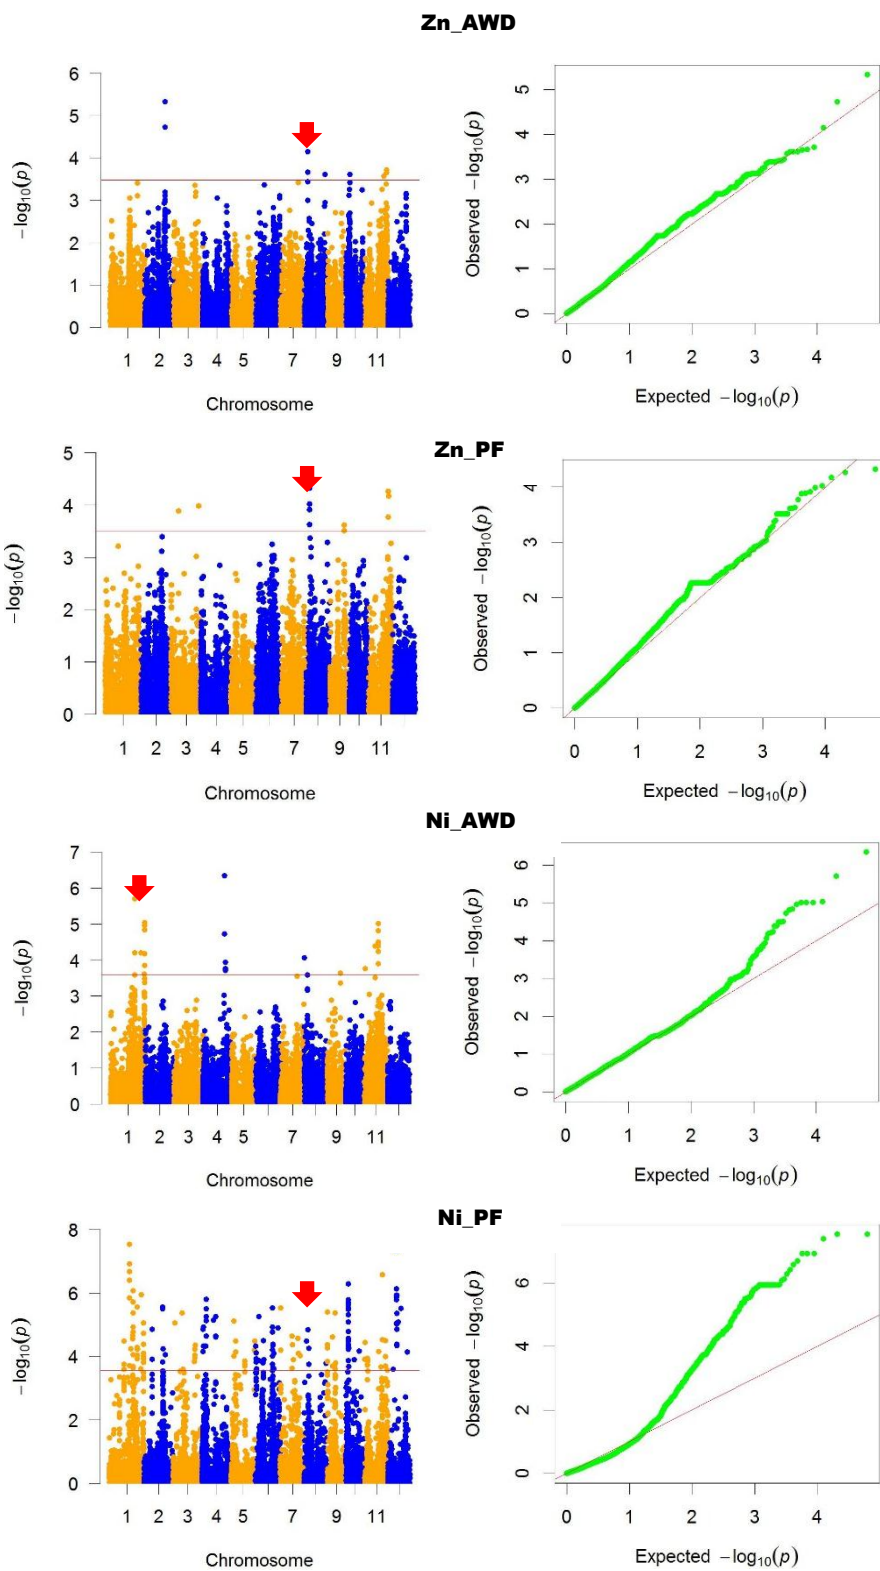 Zn_AWD
6
5
4
3
2
1
0
−log10(p)
1 2 3 4 5 7 9 11
Chromosome
5
4
3
2
1
0
Observed −log10(p)
0 1 2 3 4
Expected −log10(p)
Zn_PF
5
4
3
2
1
0
−log10(p)
1 2 3 4 5 7 9 11
Chromosome
4
3
2
1
0
Observed −log10(p)
0 1 2 3 4
Expected −log10(p)
Ni_AWD
7
6
5
4
3
2
1
0
−log10(p)
1 2 3 4 5 7 9 11
Chromosome
6
5
4
3
2
1
0
Observed −log10(p)
0 1 2 3 4
Expected −log10(p)
Ni_PF
8
6
4
2
0
−log10(p)
1 2 3 4 5 7 9 11
Chromosome
6
4
2
0
Observed −log10(p)
0 1 2 3 4
Expected −log10(p)